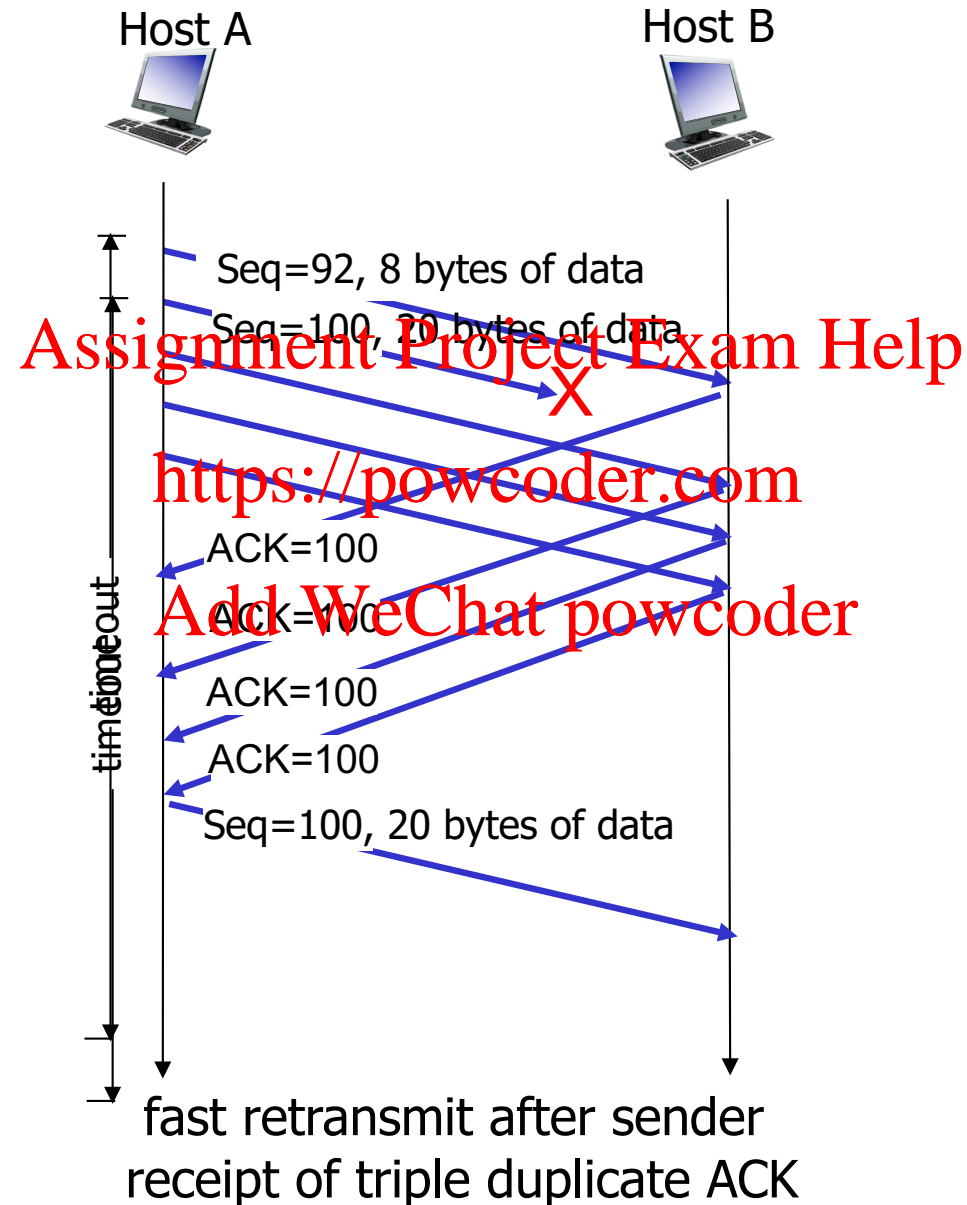 Host A
Host B
Seq=92, 8 bytes of data
Seq=100, 20 bytes of data
Assignment Project Exam Help
X
https://powcoder.com
ACK=100
Add WeChat powcoder
ACK=100
timeout
timeout
ACK=100
ACK=100
Seq=100, 20 bytes of data
fast retransmit after sender
receipt of triple duplicate ACK